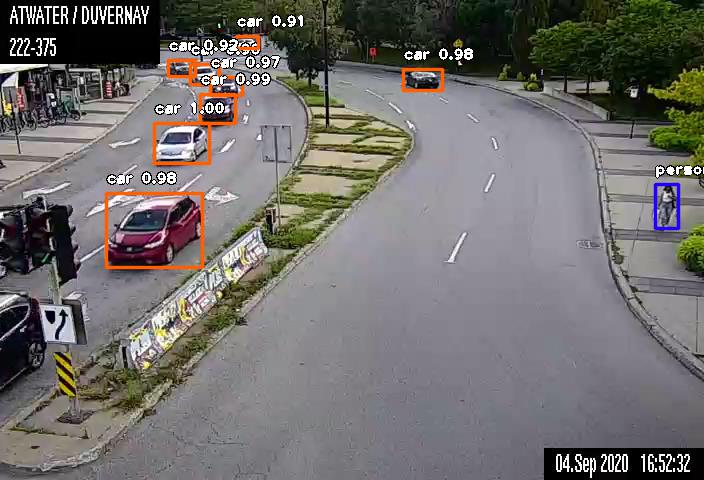 ATWATER / DUVERNAY
222-375
car 0.91
car 0.92
car 0.97
car 0.99
car 0.98
car 1.00
car 0.98
person
04.Sep 2020 16:52:32